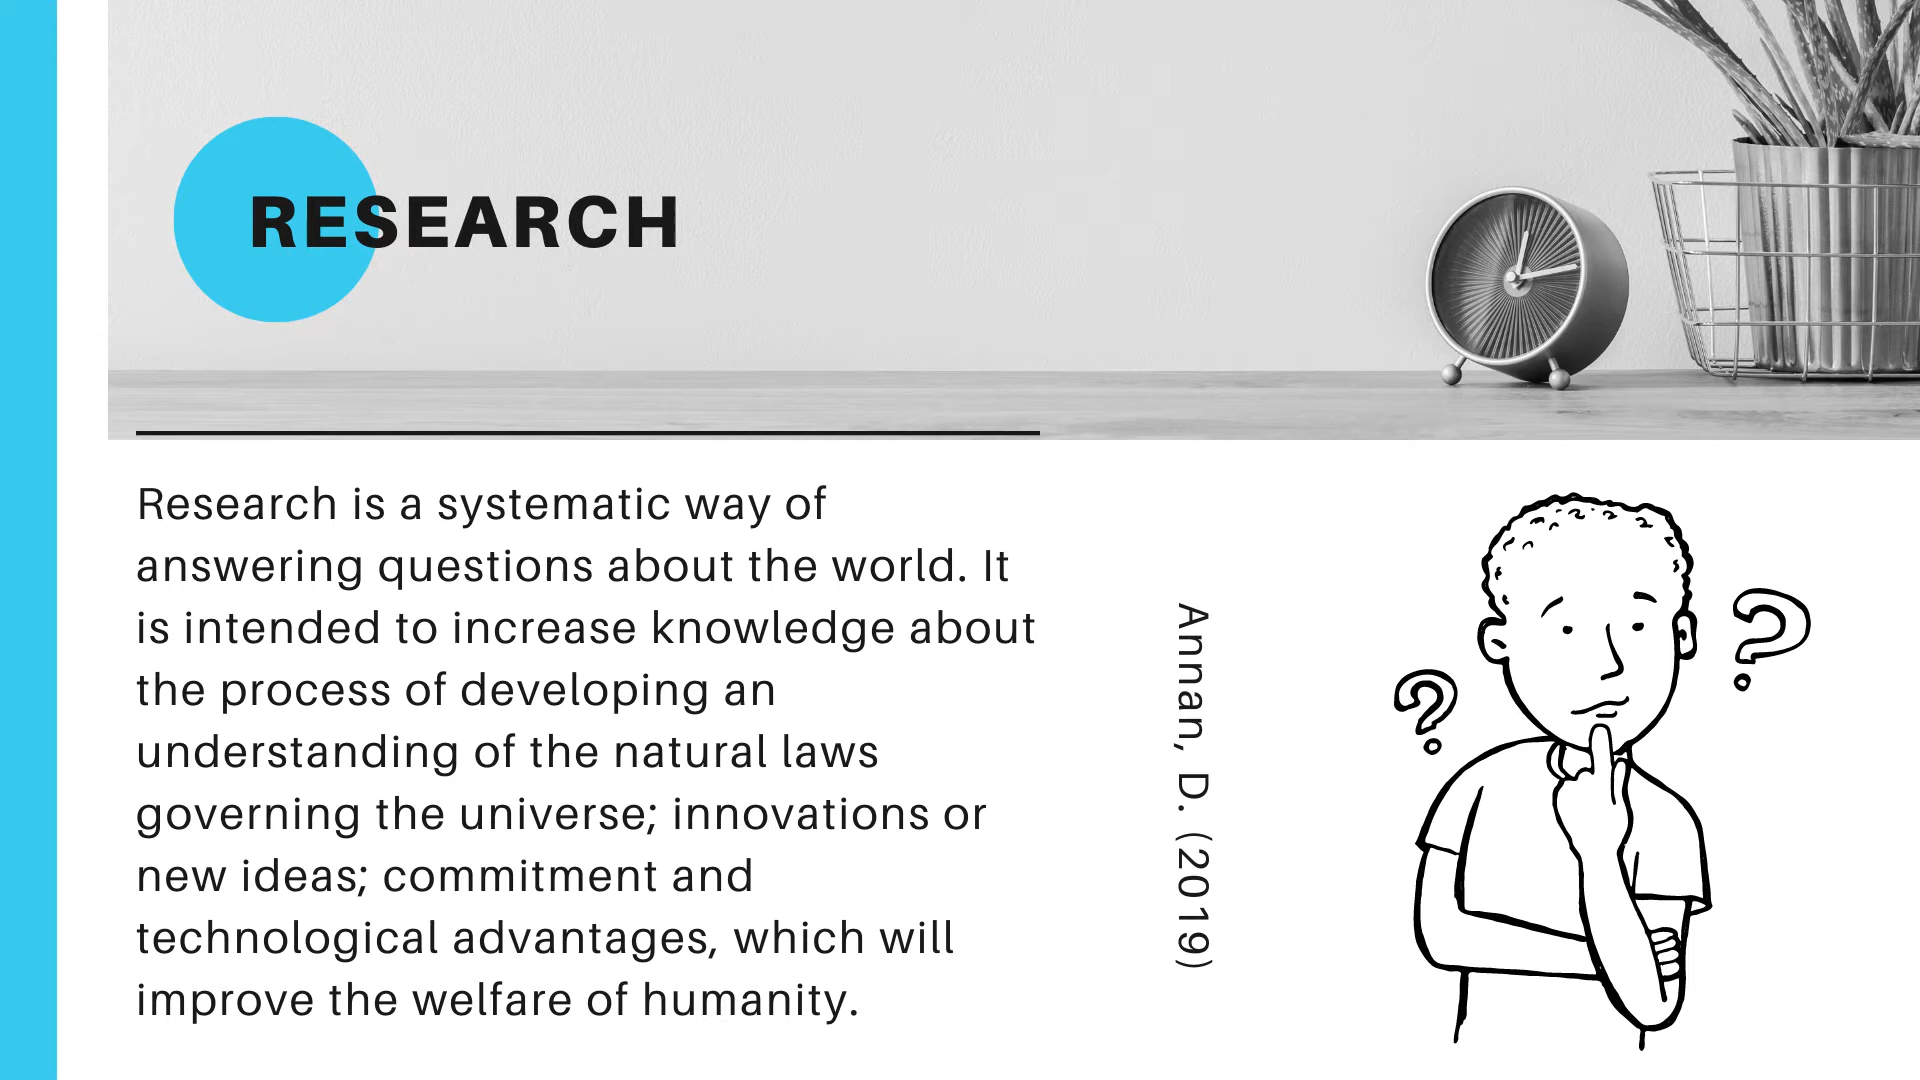 RESEARCH
Research is a systematic way of
answering questions about the world. It
is intended to increase knowledge about
the process of developing an
understanding of the natural laws
governing the universe; innovations or
new ideas; commitment and
technological advantages, which will
improve the welfare of humanity.
Annan, D. (2019)
? ?